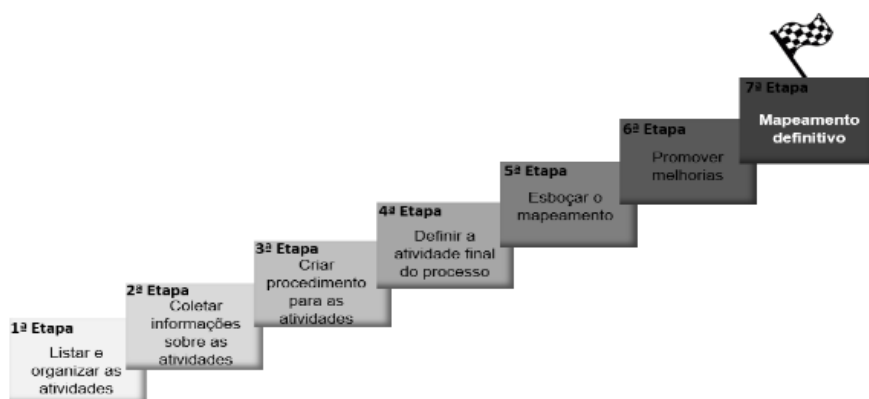 1ª Etapa
Listar e
organizar as
atividades
2ª Etapa
Coletar
informações
sobre as
atividades
3ª Etapa
Criar
procedimento
para as
atividades
4ª Etapa
Definir a
atividade final
do processo
5ª Etapa
Esboçar o
mapeamento
6ª Etapa
Promover
melhorias
7ª Etapa
Mapeamento
definitivo